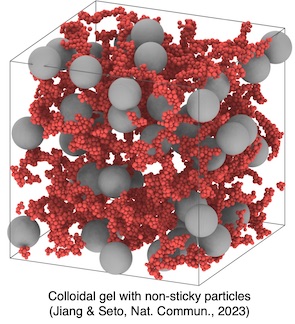 Colloidal gel with non-sticky particles
(Jiang & Seto, Nat. Commun., 2023)